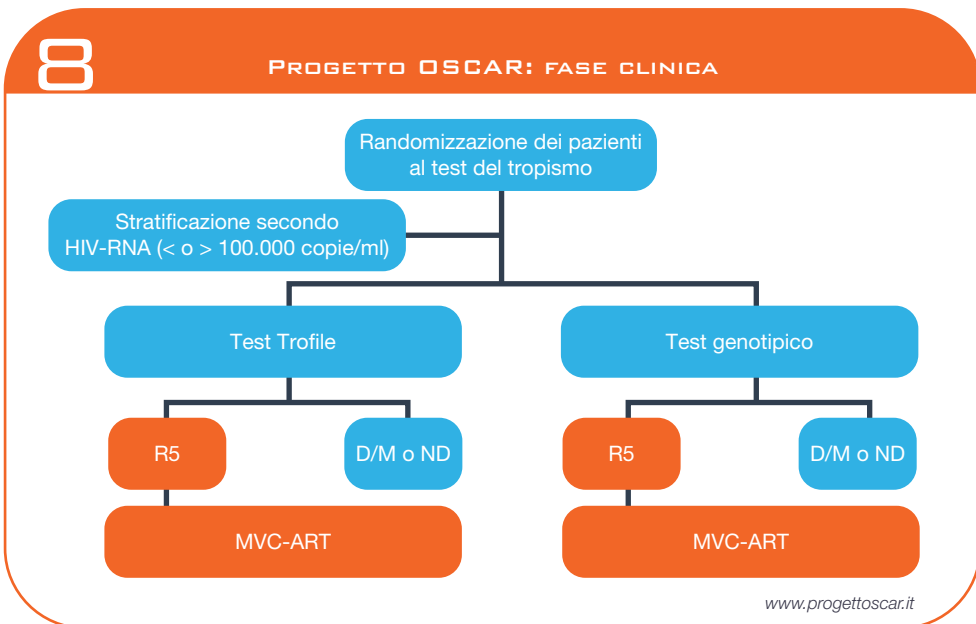 8
Progetto OSCAR: fase clinica
Randomizzazione dei pazienti
al test del tropismo
Stratificazione secondo
HIV-RNA (< o > 100.000 copie/ml)
Test Trofile
Test genotipico
R5
D/M o ND
R5
D/M o ND
MVC-ART
MVC-ART
www.progettoscar.it